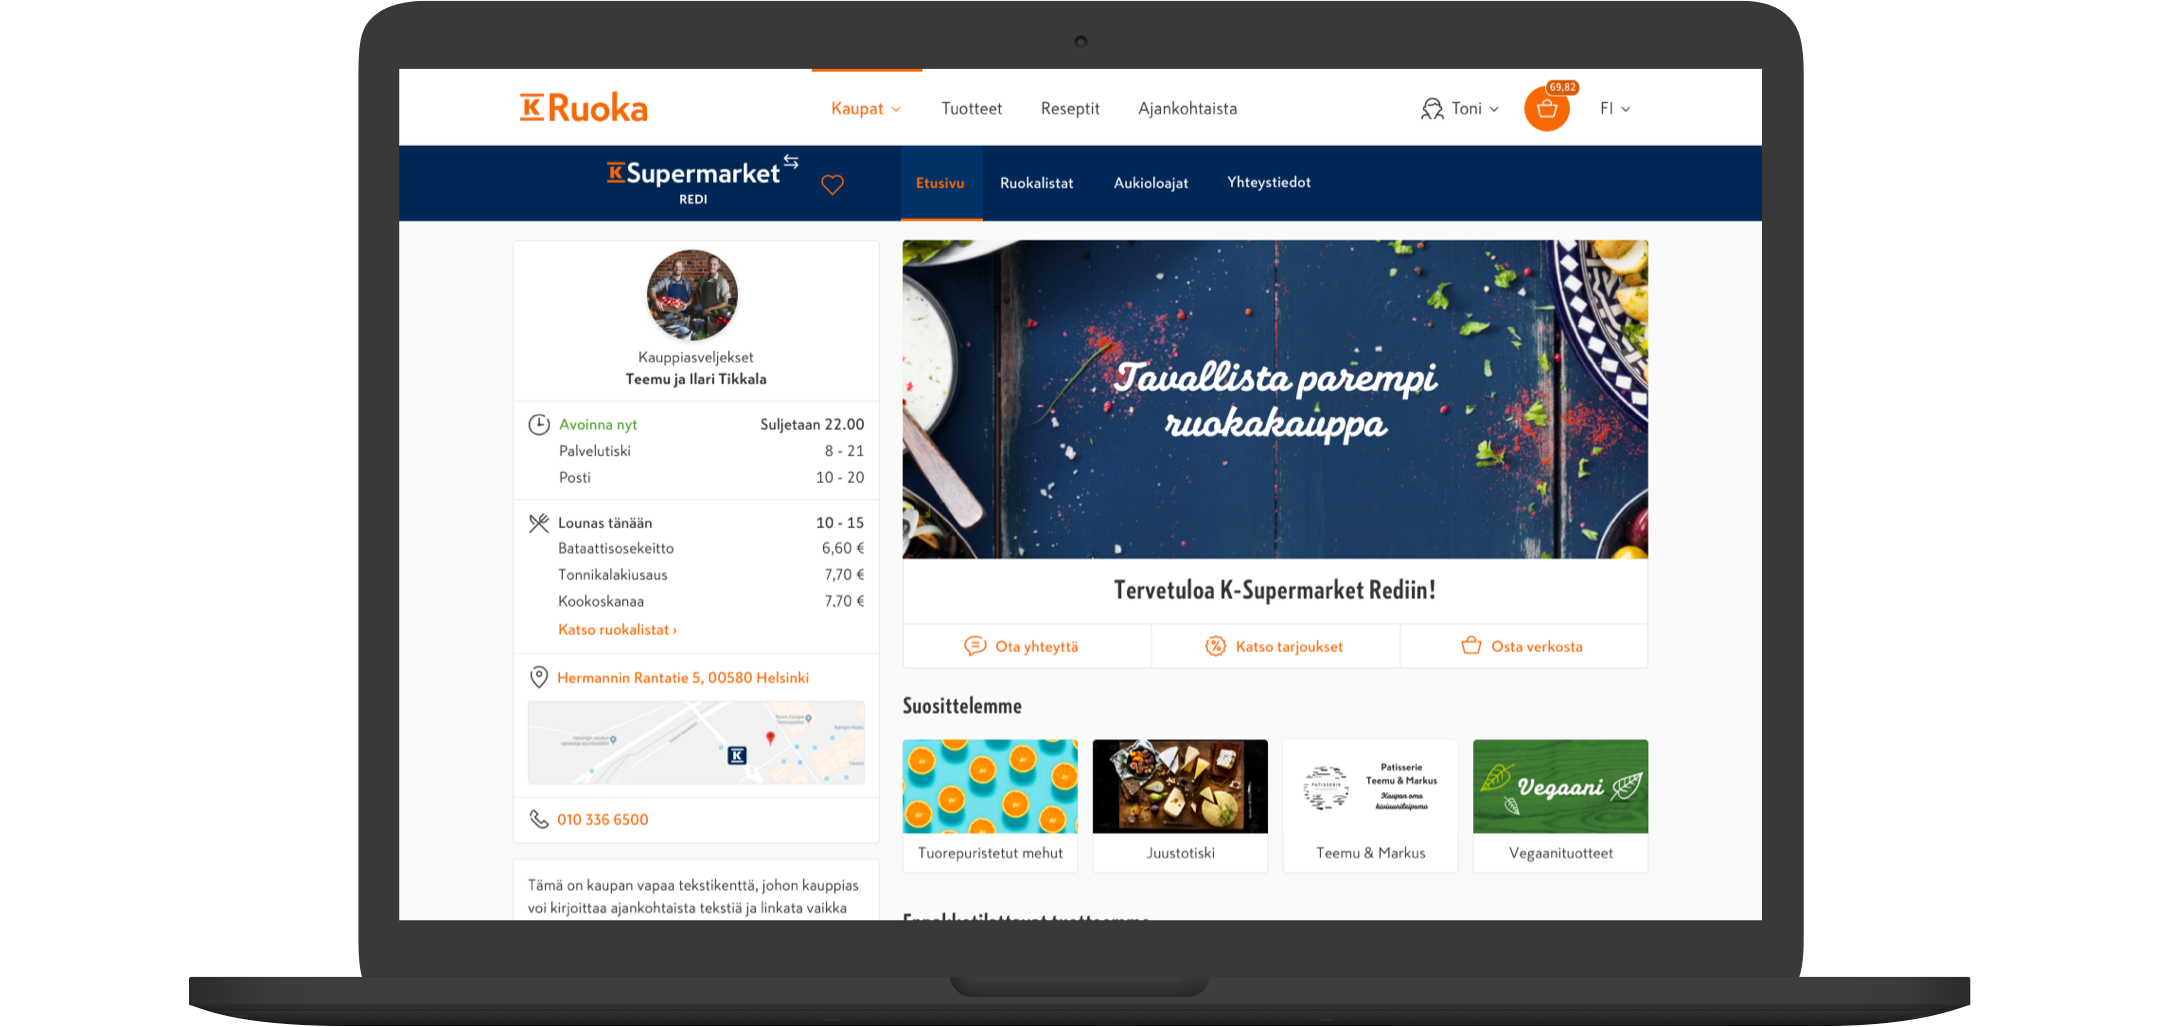 K Ruoka
Kaupat
Tuotteet
Reseptit
Ajankohtaista
Toni
69,82
FI
K Supermarket
REDI
Etusivu
Ruokalistat
Aukioloajat
Yhteystiedot
Kauppiasveljekset
Teemu ja Ilari Tikkala
Avoinna nyt Suljetaan 22.00
Palvelutiski 8 - 21
Posti 10 - 20
Lounas tänään 10 - 15
Bataattisosekeitto 6,60 €
Tonnikalakiusaus 7,70 €
Kookoskanaa 7,70 €
Katso ruokalistat ›
Hermannin Rantatie 5, 00580 Helsinki
K
010 336 6500
Tämä on kaupan vapaa tekstikenttä, johon kauppias
voi kirjoittaa ajankohtaista tekstiä ja linkata vaikka
Tavallista parempi
ruokakauppa
Tervetuloa K-Supermarket Rediin!
Ota yhteyttä
Katso tarjoukset
Osta verkosta
Suosittelemme
Tuorepuristetut mehut
Juustotiski
PATISSERIE
Patisserie
Teemu & Markus
Kaupan oma
kiviuunileipomo
Teemu & Markus
Vegaani
Vegaanituotteet
Ennakkotilattavat tuotteemme